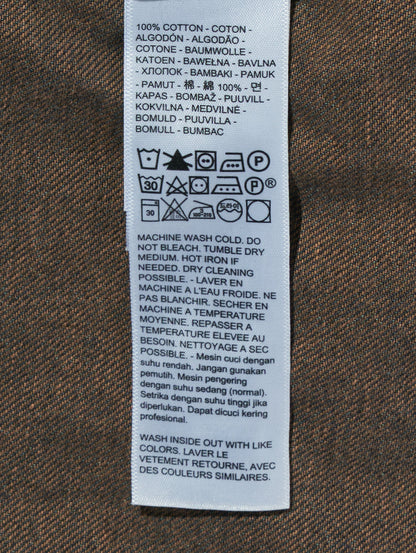 100% COTTON - COTON -
ALGODÓN - ALGODÃO -
COTONE - BAUMWOLLE -
KATOEN - BAWEŁNA - BAVLNA
- ХЛОПОК - BAMBAKI - PAMUK
- PAMUT - 棉 - 綿 100% - 면 -
KAPAS - BOMBAŽ - PUUVILL -
KOKVILNA - MEDVILNĖ -
BOMULD - PUUVILLA -
BOMULL - BUMBAC
P
30 P ®
30
MACHINE WASH COLD. DO
NOT BLEACH. TUMBLE DRY
MEDIUM. HOT IRON IF
NEEDED. DRY CLEANING
POSSIBLE. - LAVER EN
MACHINE A L'EAU FROIDE. NE
PAS BLANCHIR. SECHER EN
MACHINE A TEMPERATURE
MOYENNE. REPASSER A
TEMPERATURE ELEVEE AU
BESOIN. NETTOYAGE A SEC
POSSIBLE. - Mesin cuci dengan
suhu rendah. Jangan gunakan
pemutih. Mesin pengering
dengan suhu sedang (normal).
Setrika dengan suhu tinggi jika
diperlukan. Dapat dicuci kering
profesional.
WASH INSIDE OUT WITH LIKE
COLORS. LAVER LE
VETEMENT RETOURNE, AVEC
DES COULEURS SIMILAIRES.